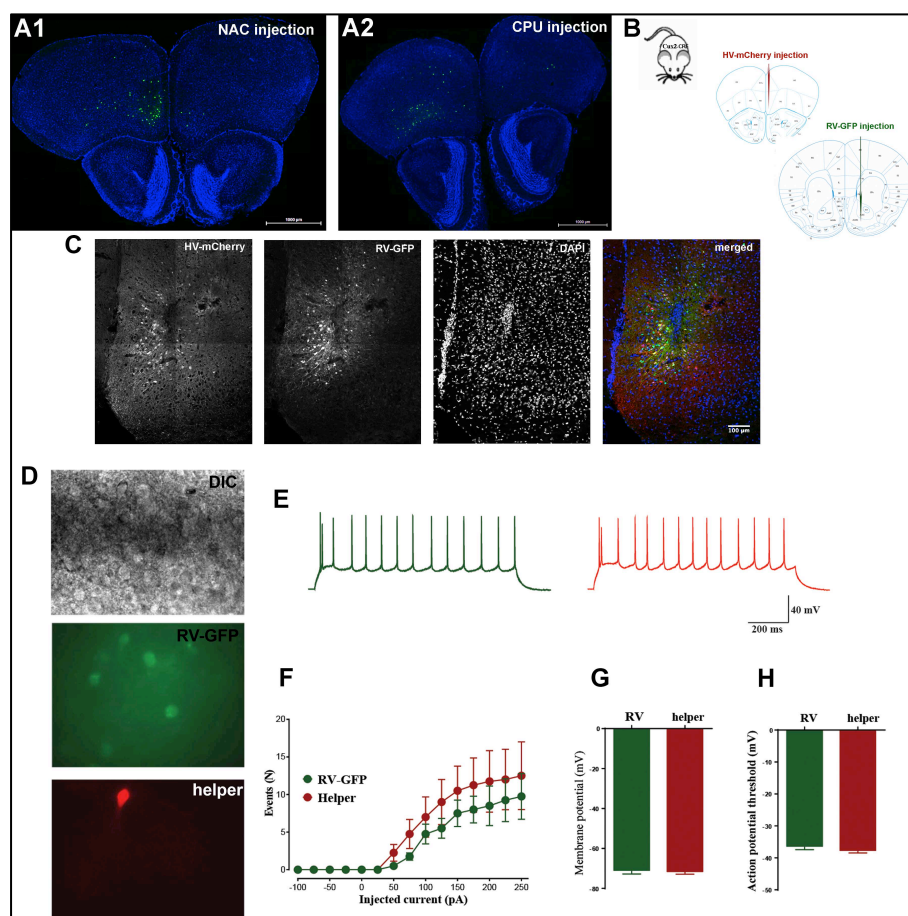 A1
NAC injection
A2
CPU injection
B
Cux2-CRE
HV-mCherry injection
RV-GFP injection
1000 µm
1000 µm
C
HV-mCherry
RV-GFP
DAPI
merged
100 µm
D
DIC
RV-GFP
helper
E
40 mV
200 ms
F
Events (N)
20
15
10
5
0
RV-GFP
Helper
-100 -50 0 50 100 150 200 250
Injected current (pA)
G
RV helper
Membrane potential (mV)
0
-20
-40
-60
-80
H
RV helper
Action potential threshold (mV)
0
-10
-20
-30
-40
-50